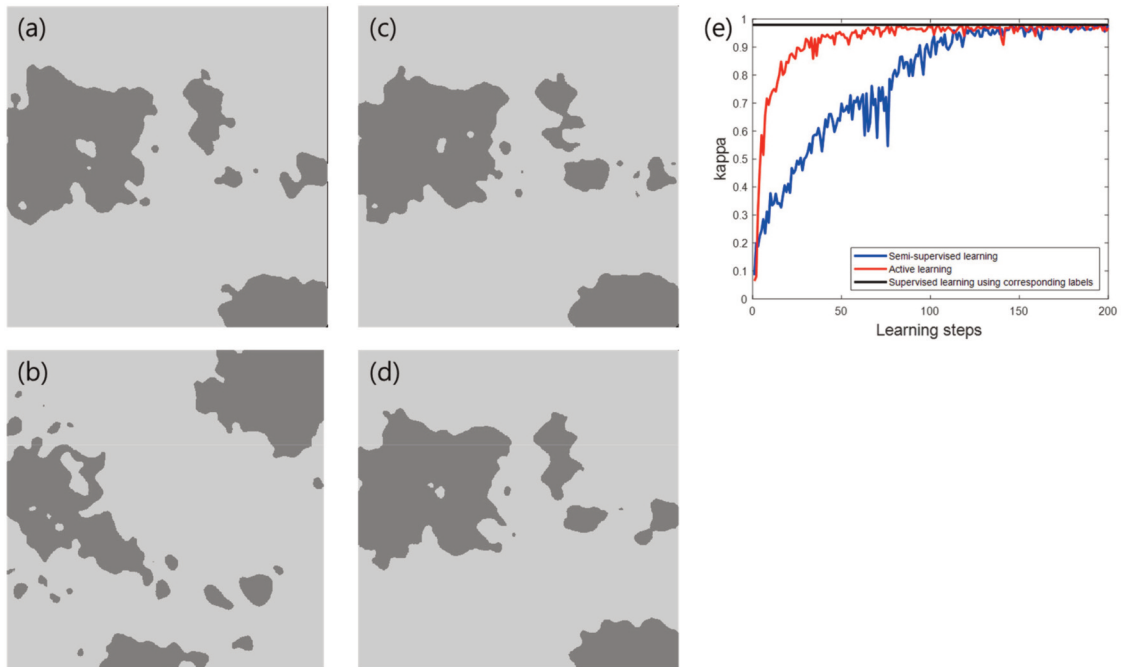 (a)
(c)
(b)
(d)
(e)
1
0.9
0.8
0.7
0.6
0.5
0.4
0.3
0.2
0.1
0
kappa
0
50
100
150
200
Learning steps
Semi-supervised learning
Active learning
Supervised learning using corresponding labels